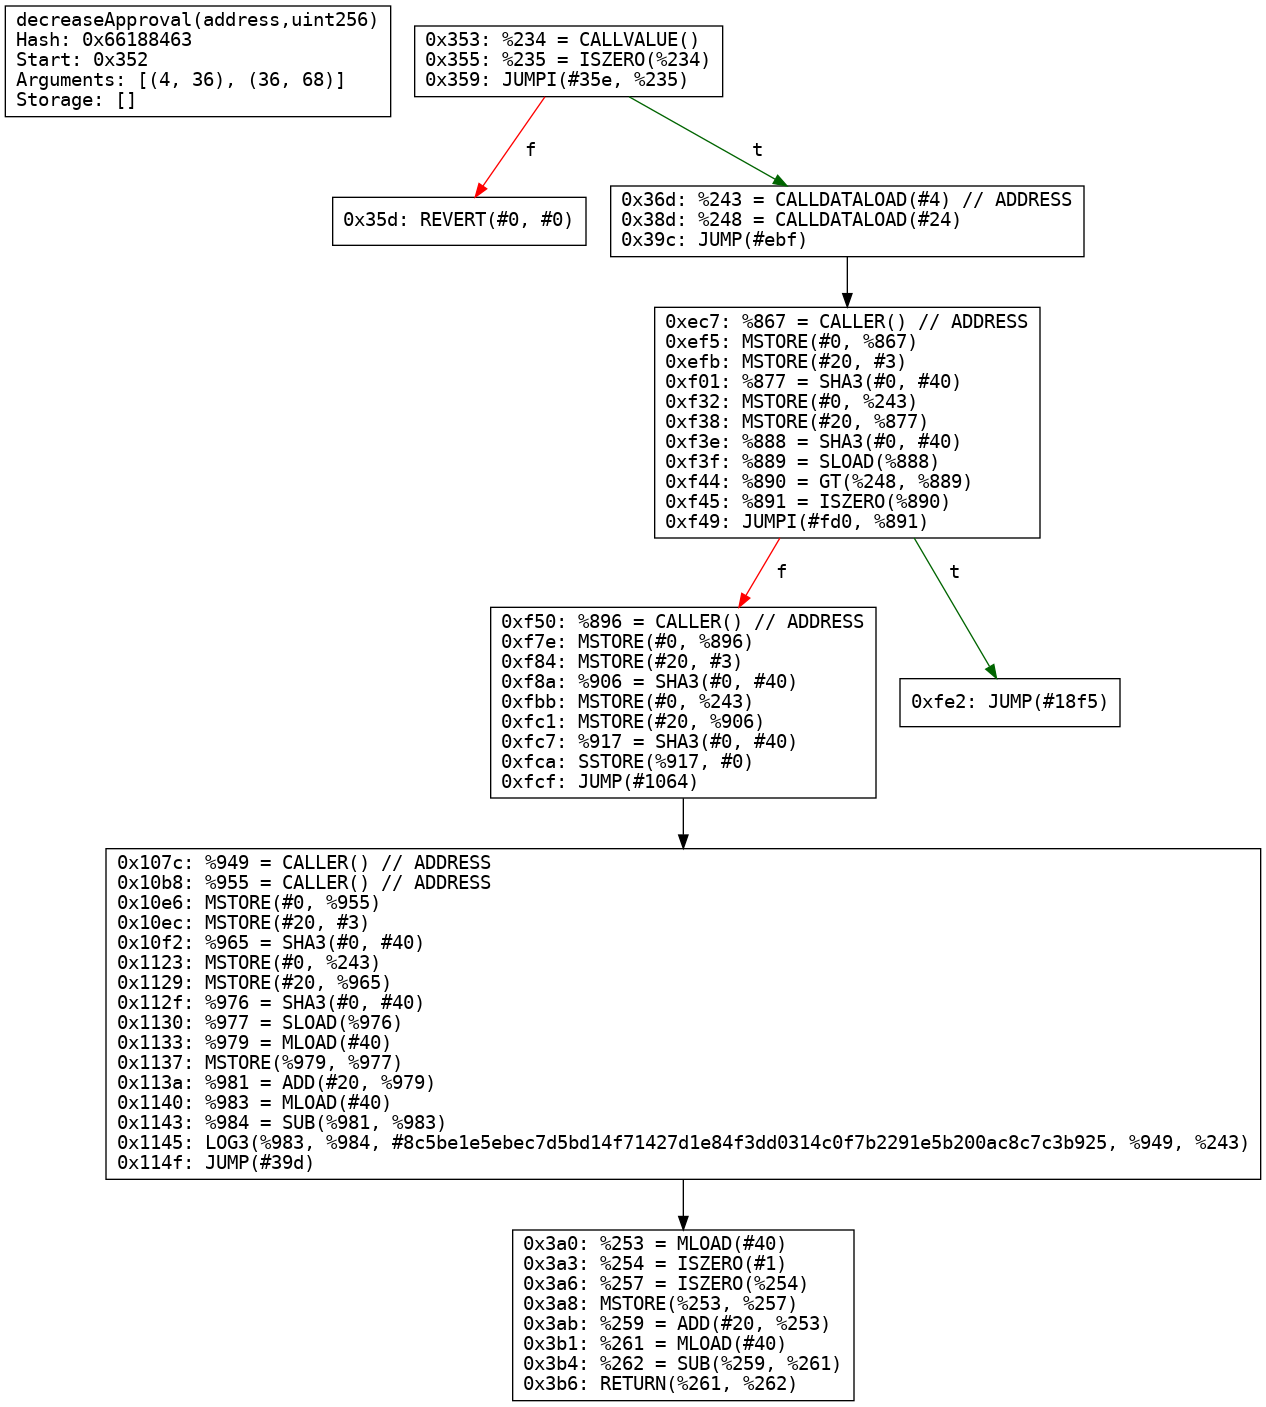 decreaseApproval(address,uint256)
Hash: 0x66188463
Start: 0x352
Arguments: [(4, 36), (36, 68)]
Storage: []
0x353: %234 = CALLVALUE()
0x355: %235 = ISZERO(%234)
0x359: JUMPI(#35e, %235)
f
t
0x35d: REVERT(#0, #0)
0x36d: %243 = CALLDATALOAD(#4) // ADDRESS
0x38d: %248 = CALLDATALOAD(#24)
0x39c: JUMP(#ebf)
0xec7: %867 = CALLER() // ADDRESS
0xef5: MSTORE(#0, %867)
0xefb: MSTORE(#20, #3)
0xf01: %877 = SHA3(#0, #40)
0xf32: MSTORE(#0, %243)
0xf38: MSTORE(#20, %877)
0xf3e: %888 = SHA3(#0, #40)
0xf3f: %889 = SLOAD(%888)
0xf44: %890 = GT(%248, %889)
0xf45: %891 = ISZERO(%890)
0xf49: JUMPI(#fd0, %891)
f
t
0xf50: %896 = CALLER() // ADDRESS
0xf7e: MSTORE(#0, %896)
0xf84: MSTORE(#20, #3)
0xf8a: %906 = SHA3(#0, #40)
0xfbb: MSTORE(#0, %243)
0xfc1: MSTORE(#20, %906)
0xfc7: %917 = SHA3(#0, #40)
0xfca: SSTORE(%917, #0)
0xfcf: JUMP(#1064)
0xfe2: JUMP(#18f5)
0x107c: %949 = CALLER() // ADDRESS
0x10b8: %955 = CALLER() // ADDRESS
0x10e6: MSTORE(#0, %955)
0x10ec: MSTORE(#20, #3)
0x10f2: %965 = SHA3(#0, #40)
0x1123: MSTORE(#0, %243)
0x1129: MSTORE(#20, %965)
0x112f: %976 = SHA3(#0, #40)
0x1130: %977 = SLOAD(%976)
0x1133: %979 = MLOAD(#40)
0x1137: MSTORE(%979, %977)
0x113a: %981 = ADD(#20, %979)
0x1140: %983 = MLOAD(#40)
0x1143: %984 = SUB(%981, %983)
0x1145: LOG3(%983, %984, #8c5be1e5ebec7d5bd14f71427d1e84f3dd0314c0f7b2291e5b200ac8c7c3b925, %949, %243)
0x114f: JUMP(#39d)
0x3a0: %253 = MLOAD(#40)
0x3a3: %254 = ISZERO(#1)
0x3a6: %257 = ISZERO(%254)
0x3a8: MSTORE(%253, %257)
0x3ab: %259 = ADD(#20, %253)
0x3b1: %261 = MLOAD(#40)
0x3b4: %262 = SUB(%259, %261)
0x3b6: RETURN(%261, %262)